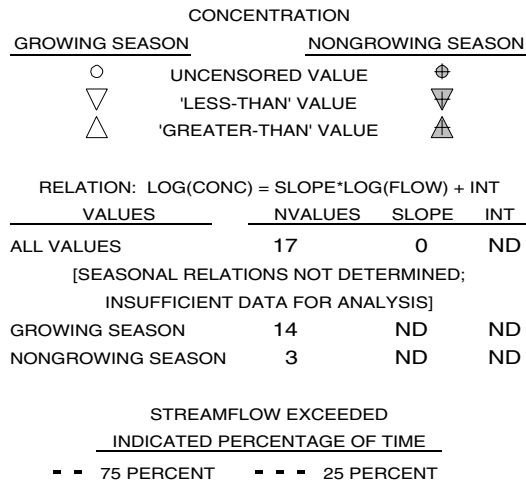 CONCENTRATION
GROWING SEASON NONGROWING SEASON
UNCENSORED VALUE
'LESS-THAN' VALUE
'GREATER-THAN' VALUE
RELATION: LOG(CONC) = SLOPE*LOG(FLOW) + INT
VALUES NVALUES SLOPE INT
ALL VALUES 17 0 ND
[SEASONAL RELATIONS NOT DETERMINED;
INSUFFICIENT DATA FOR ANALYSIS]
GROWING SEASON 14 ND ND
NONGROWING SEASON 3 ND ND
STREAMFLOW EXCEEDED
INDICATED PERCENTAGE OF TIME
75 PERCENT 25 PERCENT